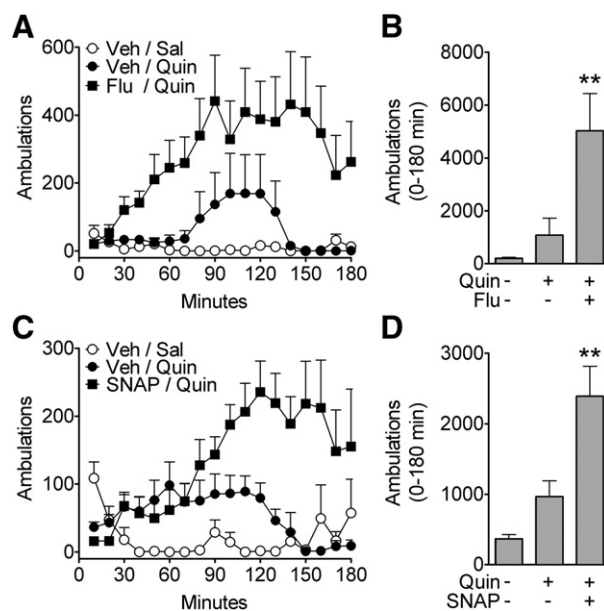 A
Veh / Sal
Veh / Quin
Flu / Quin
600
400
200
0
Ambulations
0 30 60 90 120 150 180
Minutes
B
**
8000
6000
4000
2000
0
Ambulations
(0-180 min)
Quin - + +
Flu - - +
C
Veh / Sal
Veh / Quin
SNAP / Quin
300
200
100
0
Ambulations
0 30 60 90 120 150 180
Minutes
D
**
3000
2000
1000
0
Ambulations
(0-180 min)
Quin - + +
SNAP - - +